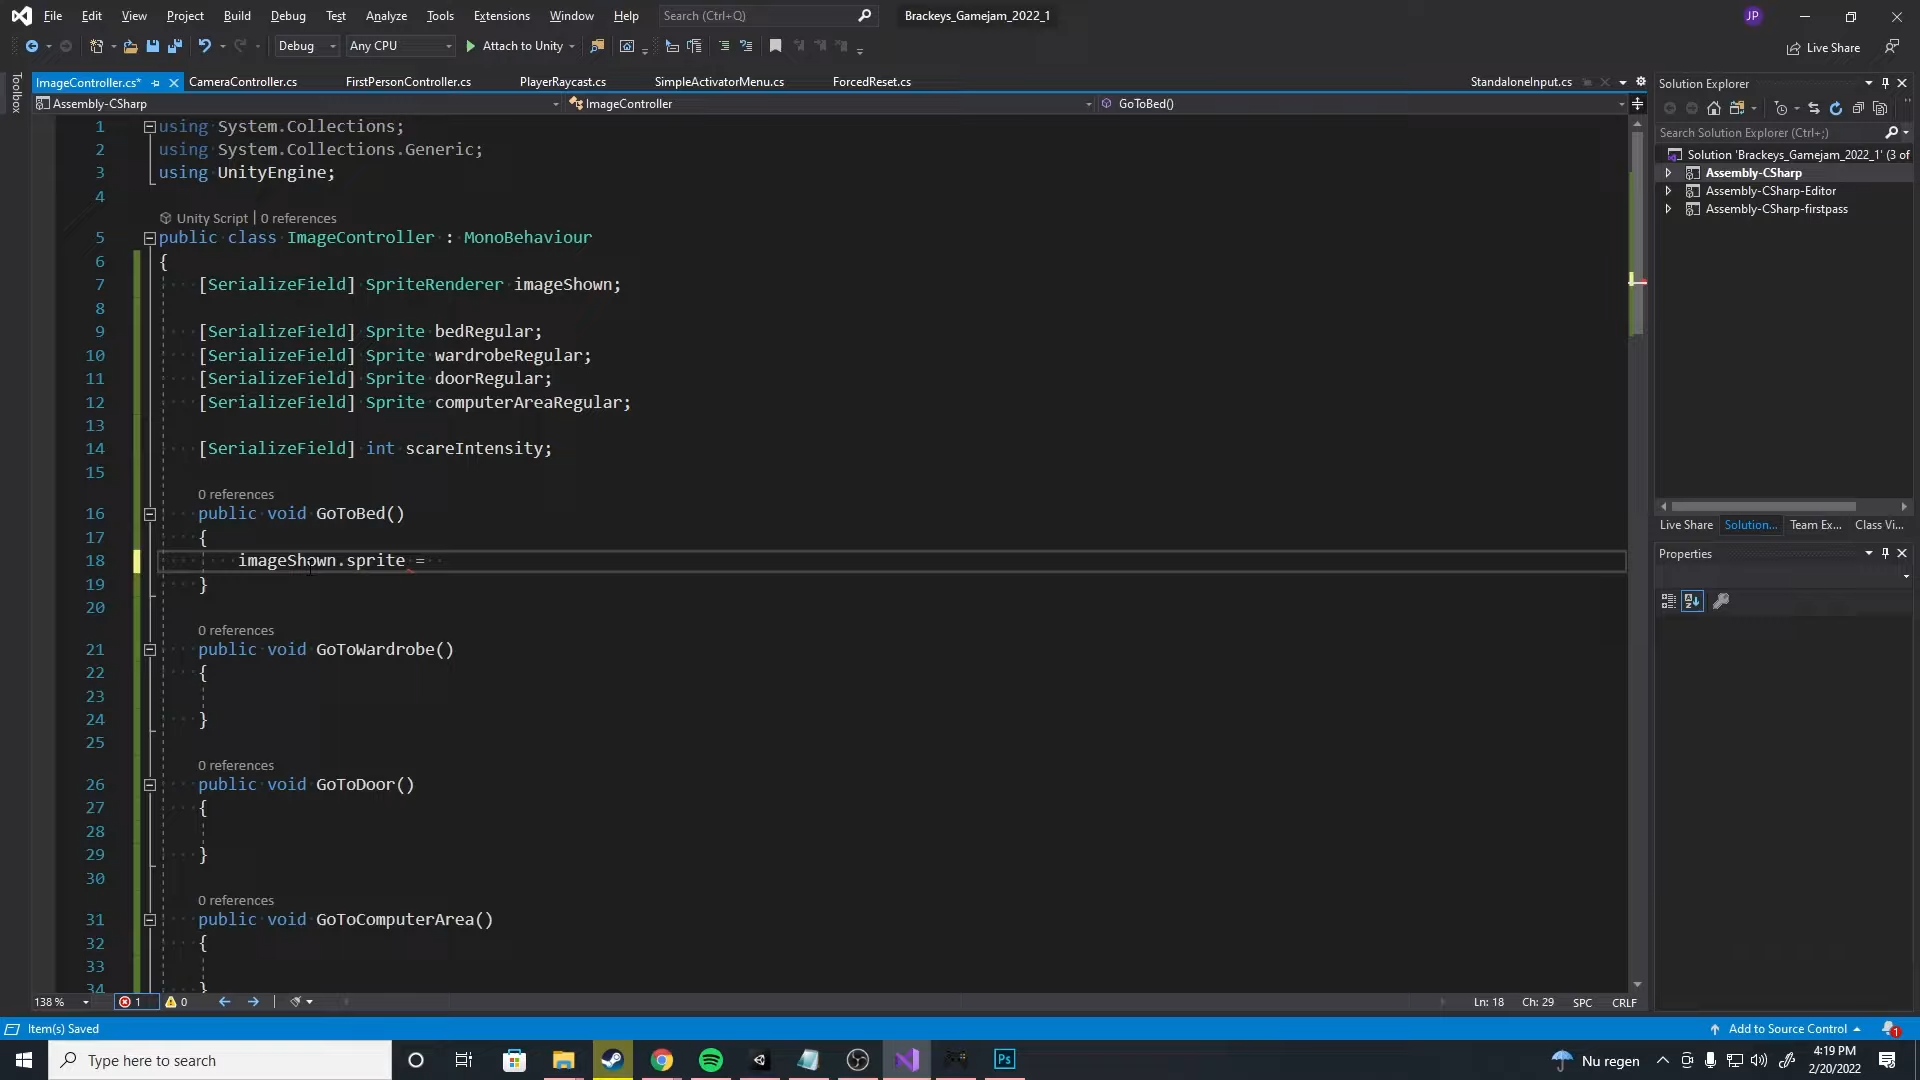 File Edit View Project Build Debug Test Analyze Tools Extensions Window Help Search (Ctrl+Q) Brackeys_Gamejam_2022_1 JP
Debug Any CPU Attach to Unity Live Share
Toolbox
ImageController.cs* CameraController.cs FirstPersonController.cs PlayerRaycast.cs SimpleActivatorMenu.cs ForcedReset.cs StandaloneInput.cs
Assembly-CSharp ImageController GoToBed()
1 using System.Collections;
2 using System.Collections.Generic;
3 using UnityEngine;
4
Unity Script | 0 references
5 public class ImageController : MonoBehaviour
6 {
7 [SerializeField] SpriteRenderer imageShown;
8
9 [SerializeField] Sprite bedRegular;
10 [SerializeField] Sprite wardrobeRegular;
11 [SerializeField] Sprite doorRegular;
12 [SerializeField] Sprite computerAreaRegular;
13
14 [SerializeField] int scareIntensity;
15
0 references
16 public void GoToBed()
17 {
18 imageShown.sprite =
19 }
20
0 references
21 public void GoToWardrobe()
22 {
23
24 }
25
0 references
26 public void GoToDoor()
27 {
28
29 }
30
0 references
31 public void GoToComputerArea()
32 {
33
34 }
138 % 1 0 Ln: 18 Ch: 29 SPC CRLF
Solution Explorer
Search Solution Explorer (Ctrl+;)
Solution 'Brackeys_Gamejam_2022_1' (3 of
Assembly-CSharp
Assembly-CSharp-Editor
Assembly-CSharp-firstpass
Live Share Solution... Team Ex... Class Vi...
Properties
Item(s) Saved Add to Source Control 1
Type here to search Ps Nu regen 4:19 PM
2/20/2022